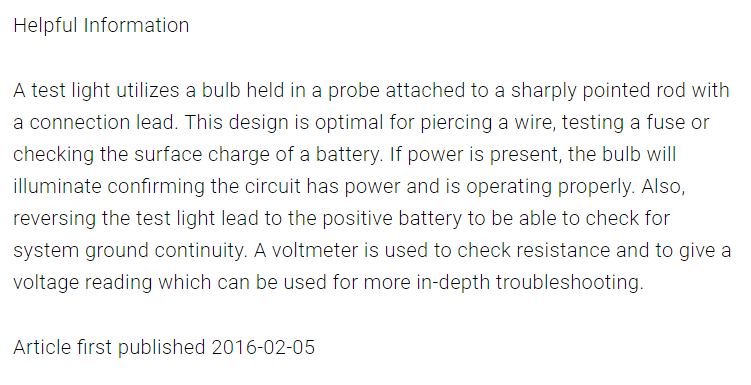 Helpful Information
A test light utilizes a bulb held in a probe attached to a sharply pointed rod with
a connection lead. This design is optimal for piercing a wire, testing a fuse or
checking the surface charge of a battery. If power is present, the bulb will
illuminate confirming the circuit has power and is operating properly. Also,
reversing the test light lead to the positive battery to be able to check for
system ground continuity. A voltmeter is used to check resistance and to give a
voltage reading which can be used for more in-depth troubleshooting.
Article first published 2016-02-05